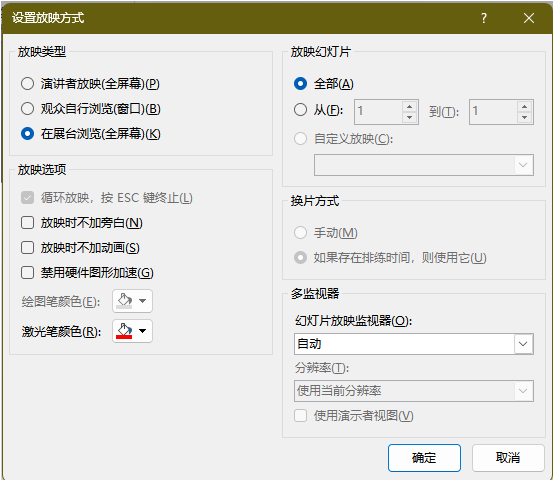 设置放映方式
放映类型
演讲者放映(全屏幕)(P)
观众自行浏览(窗口)(B)
在展台浏览(全屏幕)(K)
放映选项
循环放映，按 ESC 键终止(L)
放映时不加旁白(N)
放映时不加动画(S)
禁用硬件图形加速(G)
绘图笔颜色(E):
激光笔颜色(R):
放映幻灯片
全部(A)
从(F): 1 到(T): 1
自定义放映(C):
换片方式
手动(M)
如果存在排练时间，则使用它(U)
多监视器
幻灯片放映监视器(O):
自动
分辨率(T):
使用当前分辨率
使用演示者视图(V)
确定 取消